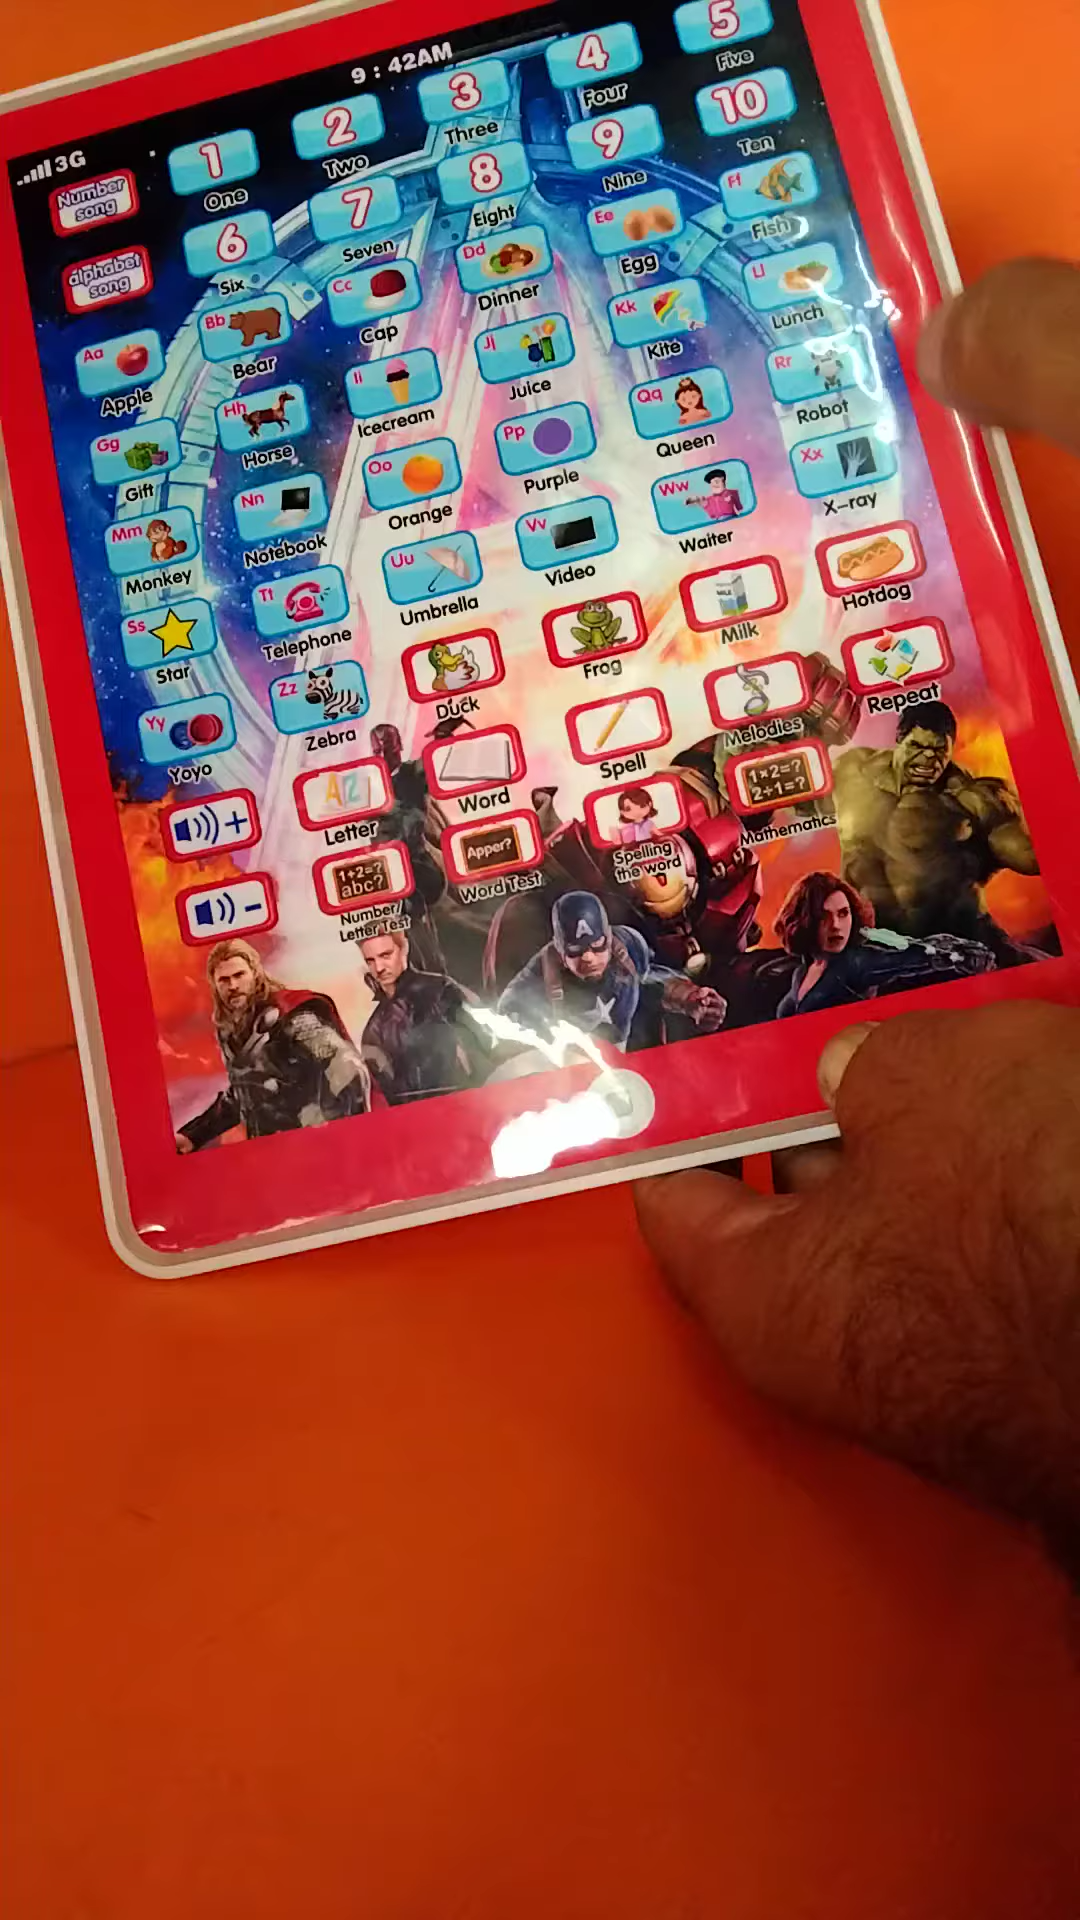 3G
9 : 42AM
Number
song
1
One
2
Two
3
Three
4
Four
5
Five
alphabet
song
6
Six
7
Seven
8
Eight
9
Nine
10
Ten
Aa
Apple
Bb
Bear
Cc
Cap
Dd
Dinner
Ee
Egg
Ff
Fish
Gg
Gift
Hh
Horse
Ii
Icecream
Jj
Juice
Kk
Kite
Ll
Lunch
Mm
Monkey
Nn
Notebook
Oo
Orange
Pp
Purple
Qq
Queen
Rr
Robot
Ss
Star
Tt
Telephone
Uu
Umbrella
Vv
Video
Ww
Waiter
Xx
X-ray
Yy
Yoyo
Zz
Zebra
Duck
Frog
MILK
Milk
Hotdog
+
AZ
Letter
Word
Spell
Melodies
Repeat
-
1+2=?
abc?
Number/
Letter Test
Apper?
Word Test
Spelling
the word
1×2=?
2÷1=?
Mathematics
A